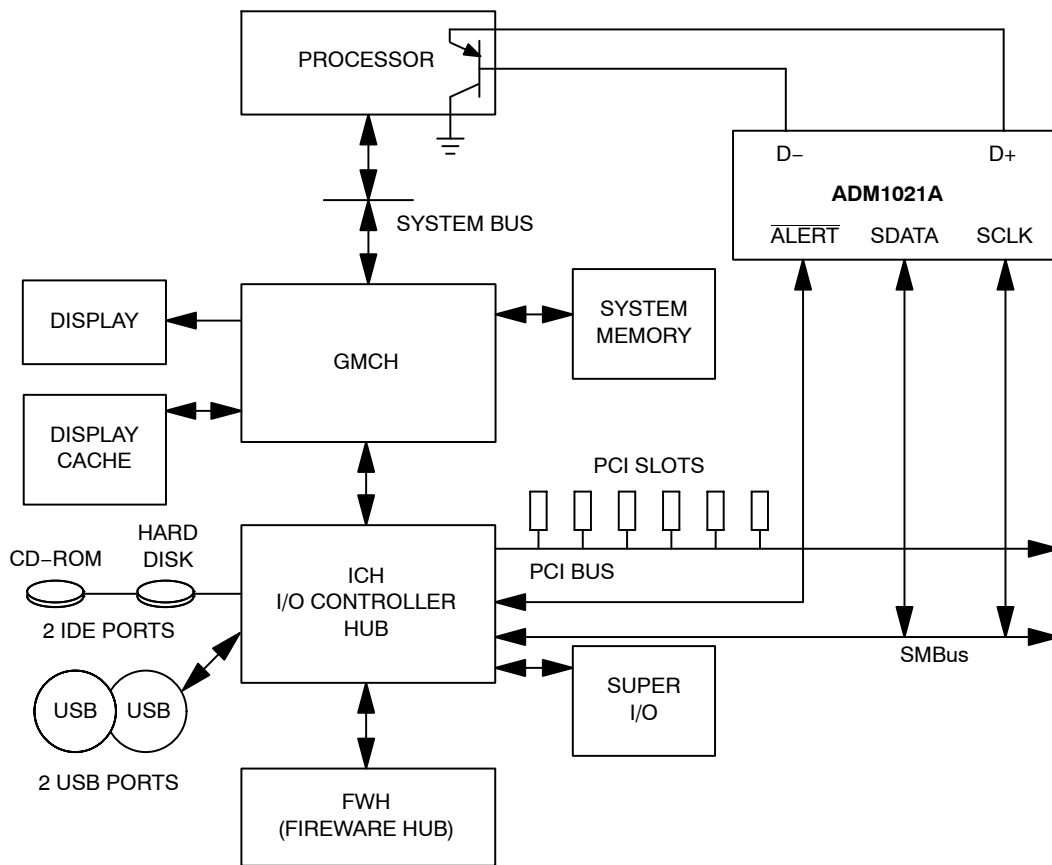 PROCESSOR
D−
D+
ADM1021A
ALERT
SDATA
SCLK
SYSTEM BUS
DISPLAY
GMCH
SYSTEM
MEMORY
DISPLAY
CACHE
PCI SLOTS
CD−ROM
HARD
DISK
ICH
I/O CONTROLLER
HUB
PCI BUS
2 IDE PORTS
SMBus
USB
USB
SUPER
I/O
2 USB PORTS
FWH
(FIREWARE HUB)